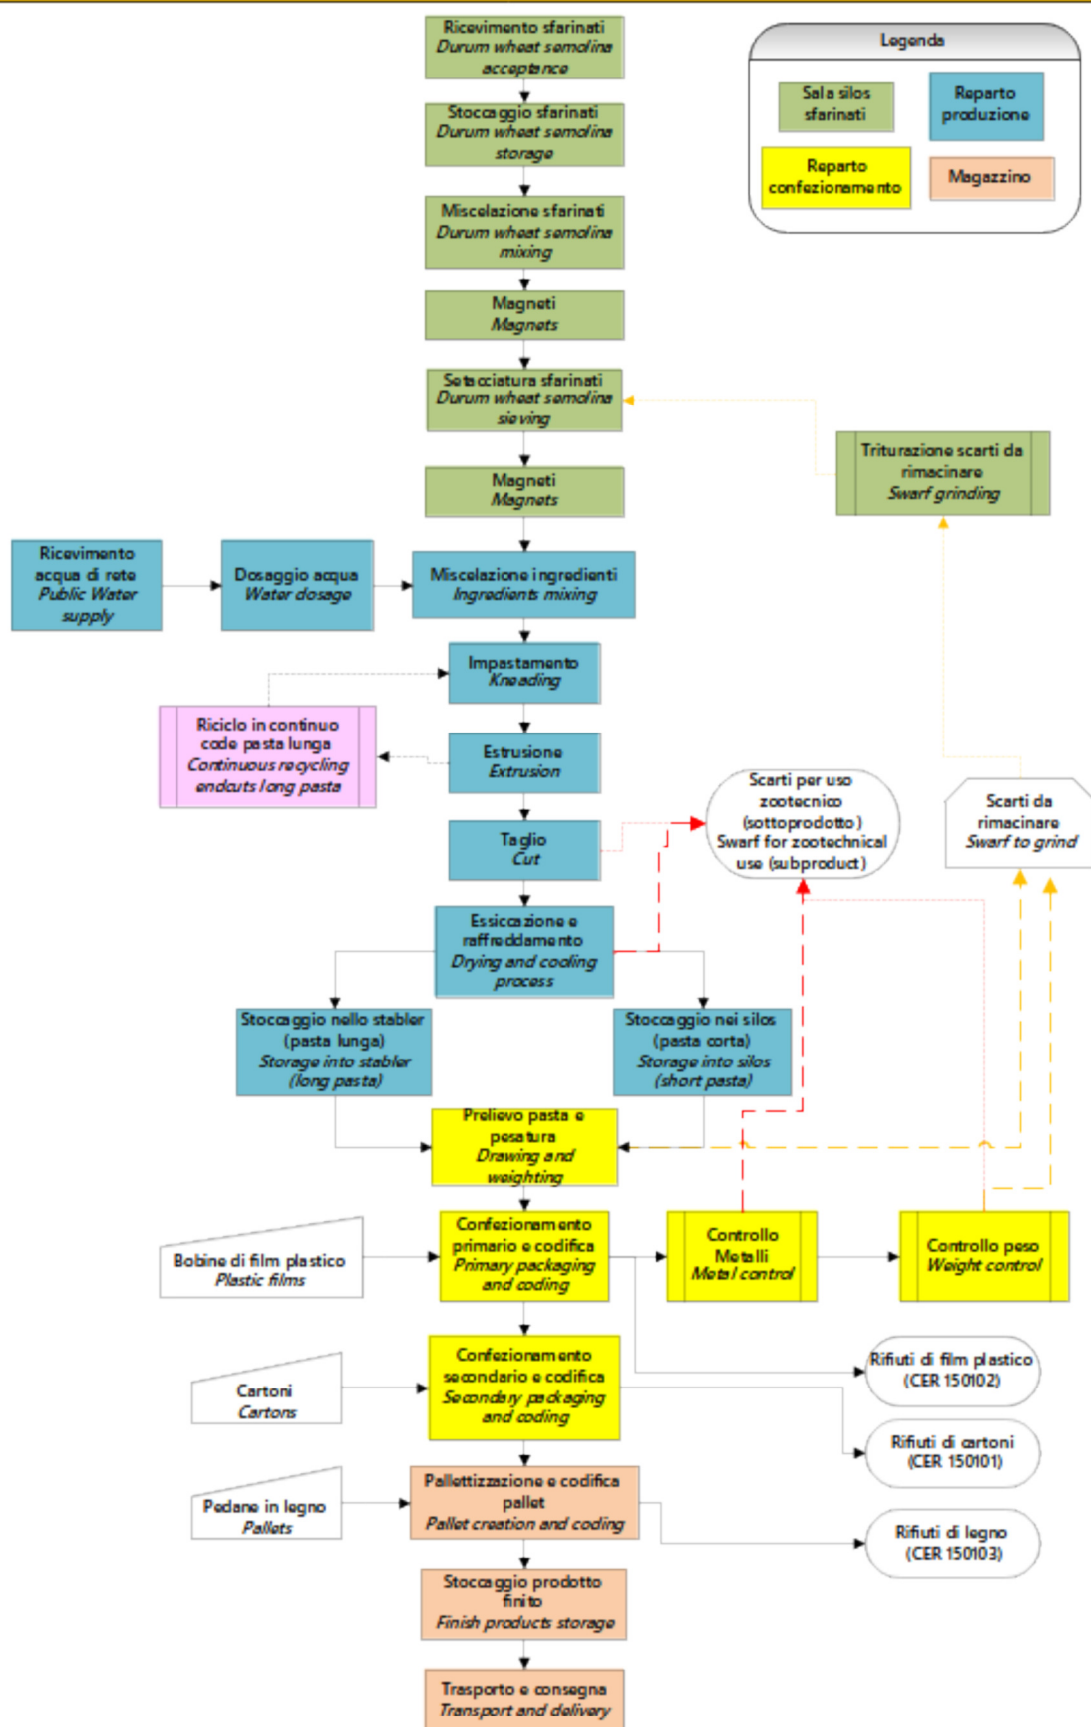 Ricevimento sfarinati
Durum wheat semolina
acceptance
Legenda
Sala silos
sfarinati
Reparto
produzione
Reparto
confezionamento
Magazzino
Stoccaggio sfarinati
Durum wheat semolina
storage
Miscelazione sfarinati
Durum wheat semolina
mixing
Magneti
Magnets
Setacciatura sfarinati
Durum wheat semolina
sieving
Triturazione scarti da
rimacinare
Swarf grinding
Magneti
Magnets
Ricevimento
acqua di rete
Public Water
supply
Dosaggio acqua
Water dosage
Miscelazione ingredienti
Ingredients mixing
Impastamento
Kneading
Riciclo in continuo
code pasta lunga
Continuous recycling
endcuts long pasta
Estrusione
Extrusion
Scarti per uso
zootecnico
(sottoprodotto)
Swarf for zootechnical
use (subproduct)
Scarti da
rimacinare
Swarf to grind
Taglio
Cut
Essiccazione e
raffreddamento
Drying and cooling
process
Stoccaggio nello stabler
(pasta lunga)
Storage into stabler
(long pasta)
Stoccaggio nei silos
(pasta corta)
Storage into silos
(short pasta)
Prelievo pasta e
pesatura
Drawing and
weighting
Bobine di film plastico
Plastic films
Confezionamento
primario e codifica
Primary packaging
and coding
Controllo
Metalli
Metal control
Controllo peso
Weight control
Cartoni
Cartons
Confezionamento
secondario e codifica
Secondary packaging
and coding
Rifiuti di film plastico
(CER 150102)
Rifiuti di cartoni
(CER 150101)
Pedane in legno
Pallets
Pallettizzazione e codifica
pallet
Pallet creation and coding
Rifiuti di legno
(CER 150103)
Stoccaggio prodotto
finito
Finish products storage
Trasporto e consegna
Transport and delivery